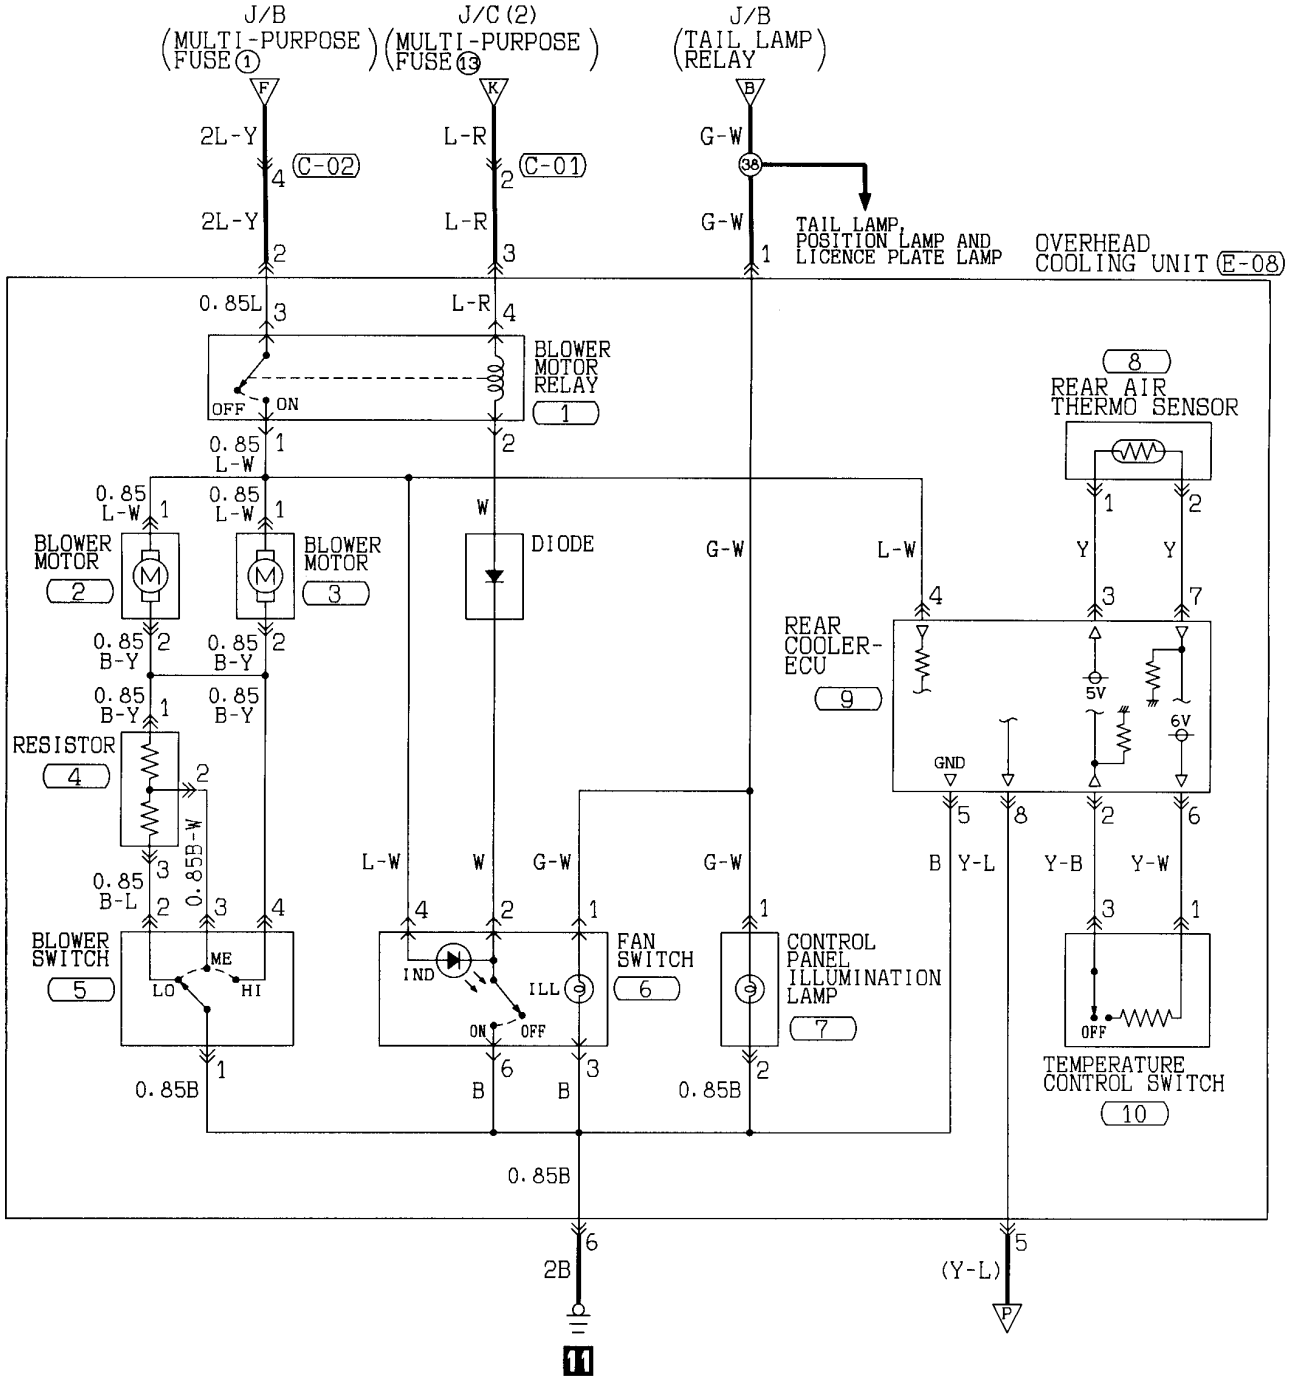 J/B
(MULTI-PURPOSE
FUSE ①)
J/C (2)
(MULTI-PURPOSE
FUSE ⑬)
J/B
(TAIL LAMP
RELAY)
F
K
B
2L-Y
L-R
G-W
C-02
C-01
38
4
2
2L-Y
L-R
G-W
TAIL LAMP,
POSITION LAMP AND
LICENCE PLATE LAMP
2
3
1
OVERHEAD
COOLING UNIT E-08
0.85L
3
L-R
4
BLOWER
MOTOR
RELAY
1
OFF
ON
8
REAR AIR
THERMO SENSOR
0.85
L-W
1
2
1
2
0.85
L-W
1
0.85
L-W
1
W
BLOWER
MOTOR
2
M
M
BLOWER
MOTOR
3
DIODE
G-W
L-W
Y
Y
4
3
7
0.85
B-Y
2
0.85
B-Y
2
REAR
COOLER-
ECU
9
5V
6V
GND
0.85
B-Y
1
0.85
B-Y
RESISTOR
4
2
0.85B-W
3
0.85
B-L
5
8
2
6
L-W
W
G-W
G-W
B
Y-L
Y-B
Y-W
2
3
4
4
2
1
1
3
1
BLOWER
SWITCH
5
LO
ME
HI
IND
ILL
ON
OFF
FAN
SWITCH
6
CONTROL
PANEL
ILLUMINATION
LAMP
7
OFF
1
6
3
2
0.85B
B
B
0.85B
TEMPERATURE
CONTROL SWITCH
10
0.85B
6
5
2B
(Y-L)
P
11